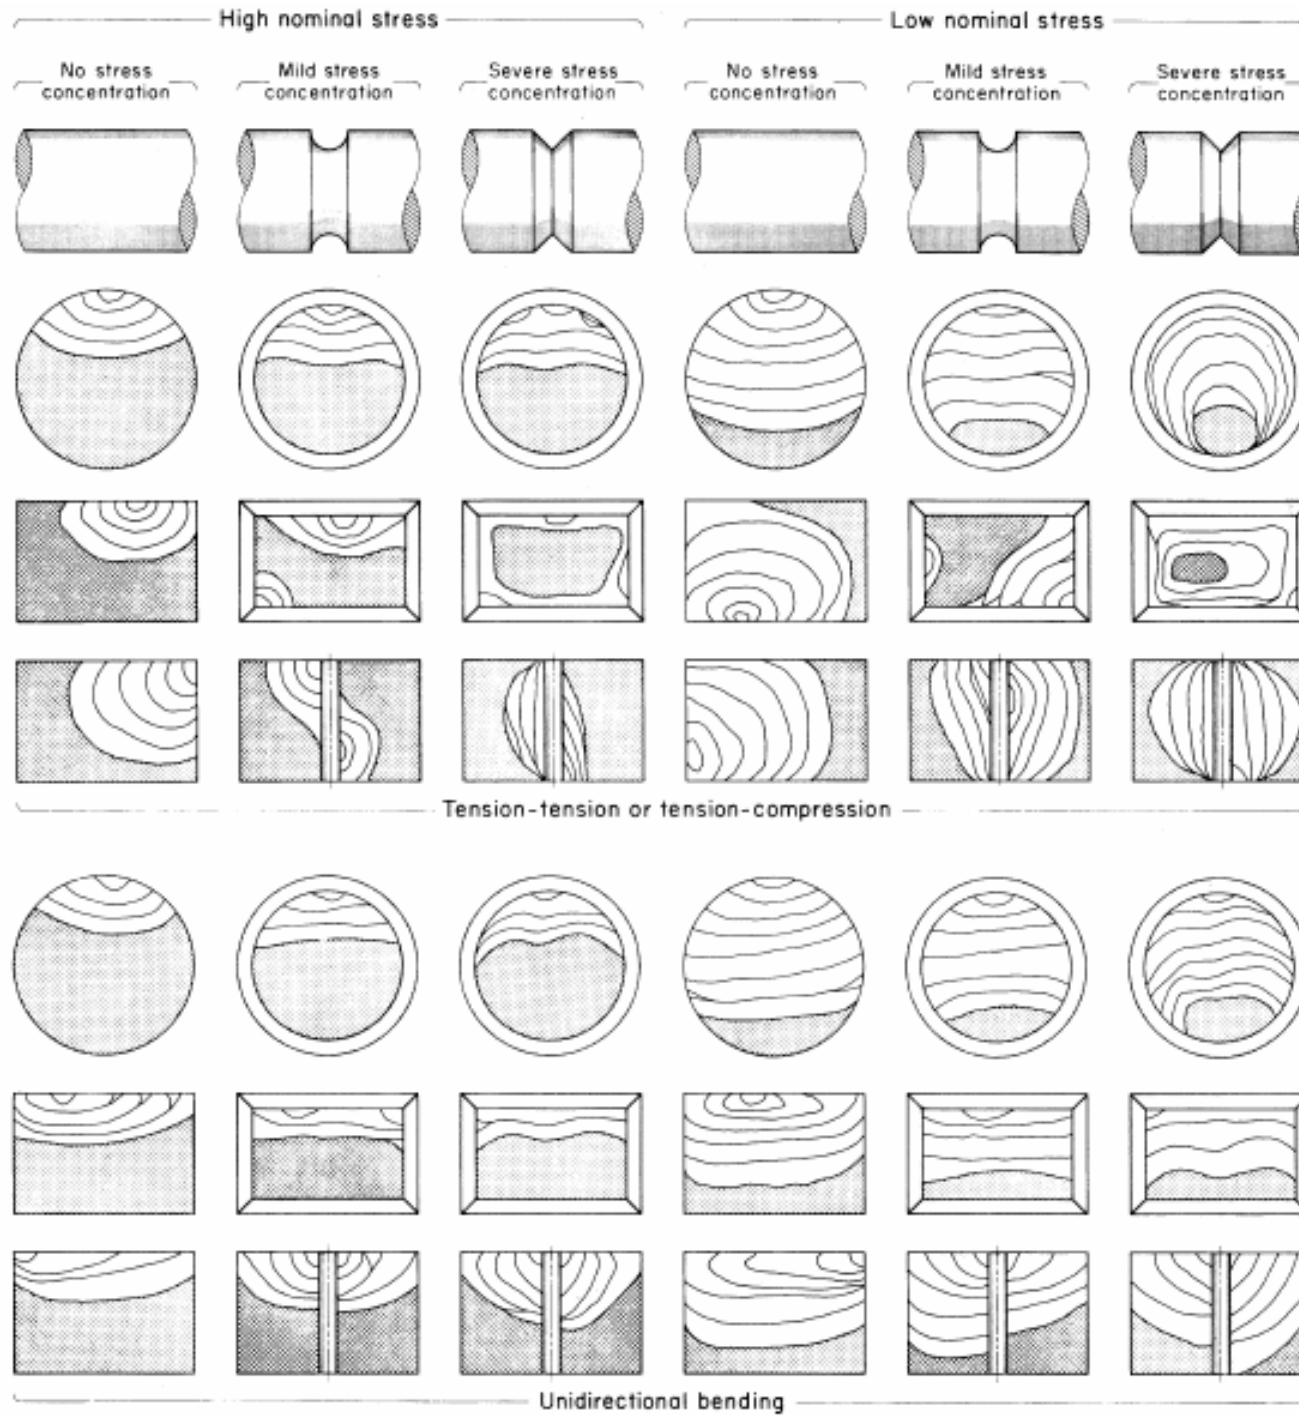 High nominal stress
Low nominal stress
No stress
concentration
Mild stress
concentration
Severe stress
concentration
No stress
concentration
Mild stress
concentration
Severe stress
concentration
Tension-tension or tension-compression
Unidirectional bending